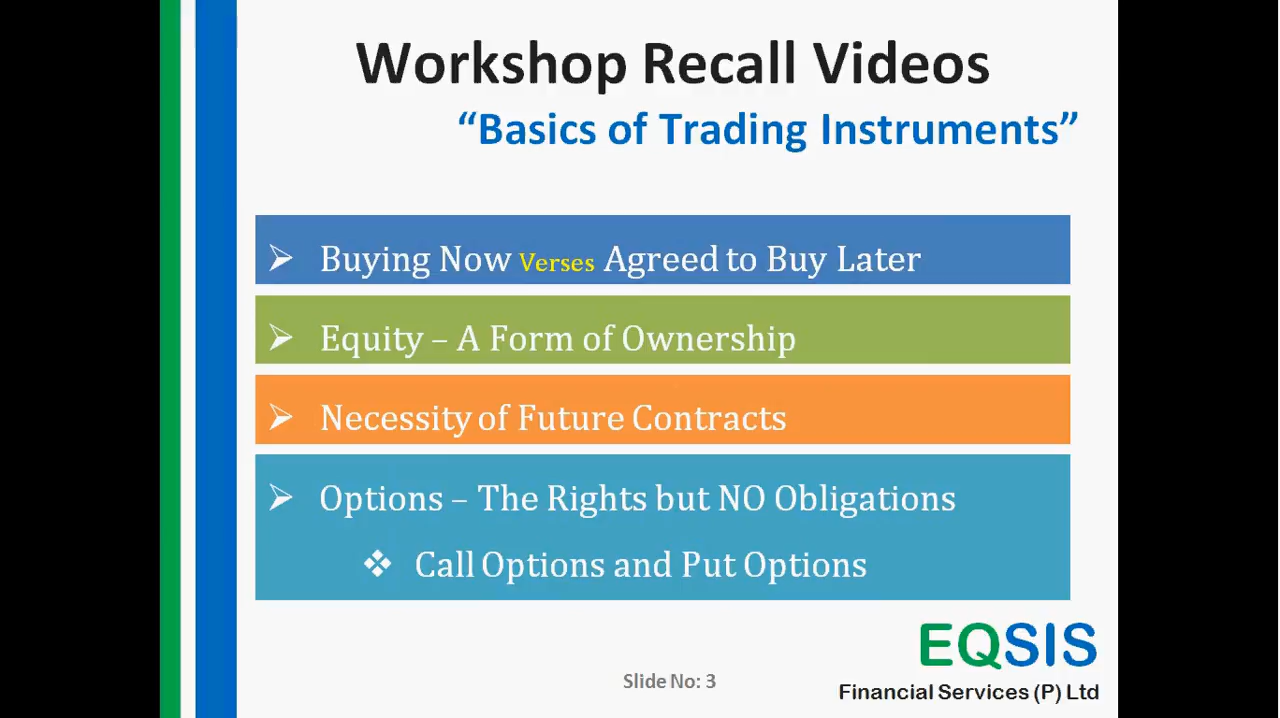 Workshop Recall Videos
“Basics of Trading Instruments”
Buying Now Verses Agreed to Buy Later
Equity – A Form of Ownership
Necessity of Future Contracts
Options – The Rights but NO Obligations
Call Options and Put Options
EQSIS
Financial Services (P) Ltd
Slide No: 3